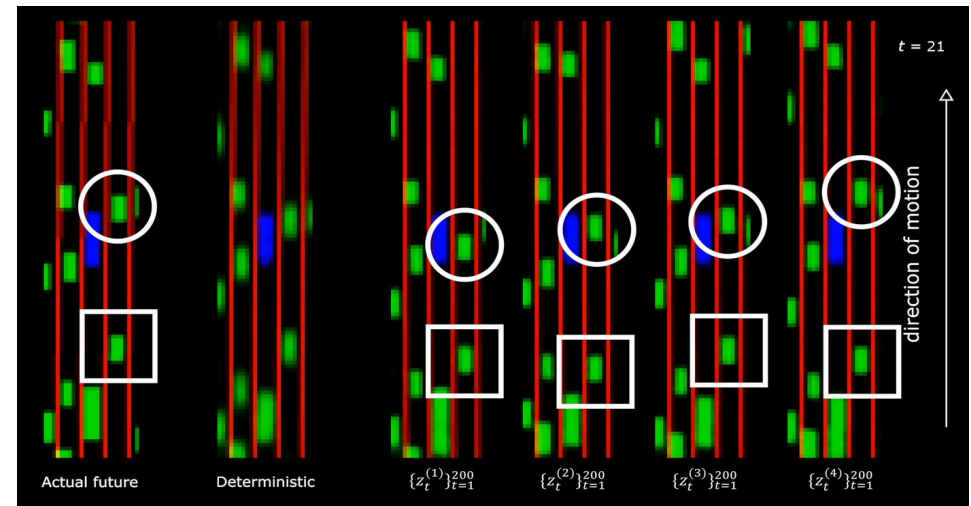 t = 21
direction of motion
Actual future
Deterministic
{z_t^{(1)}}_{t=1}^{200}
{z_t^{(2)}}_{t=1}^{200}
{z_t^{(3)}}_{t=1}^{200}
{z_t^{(4)}}_{t=1}^{200}